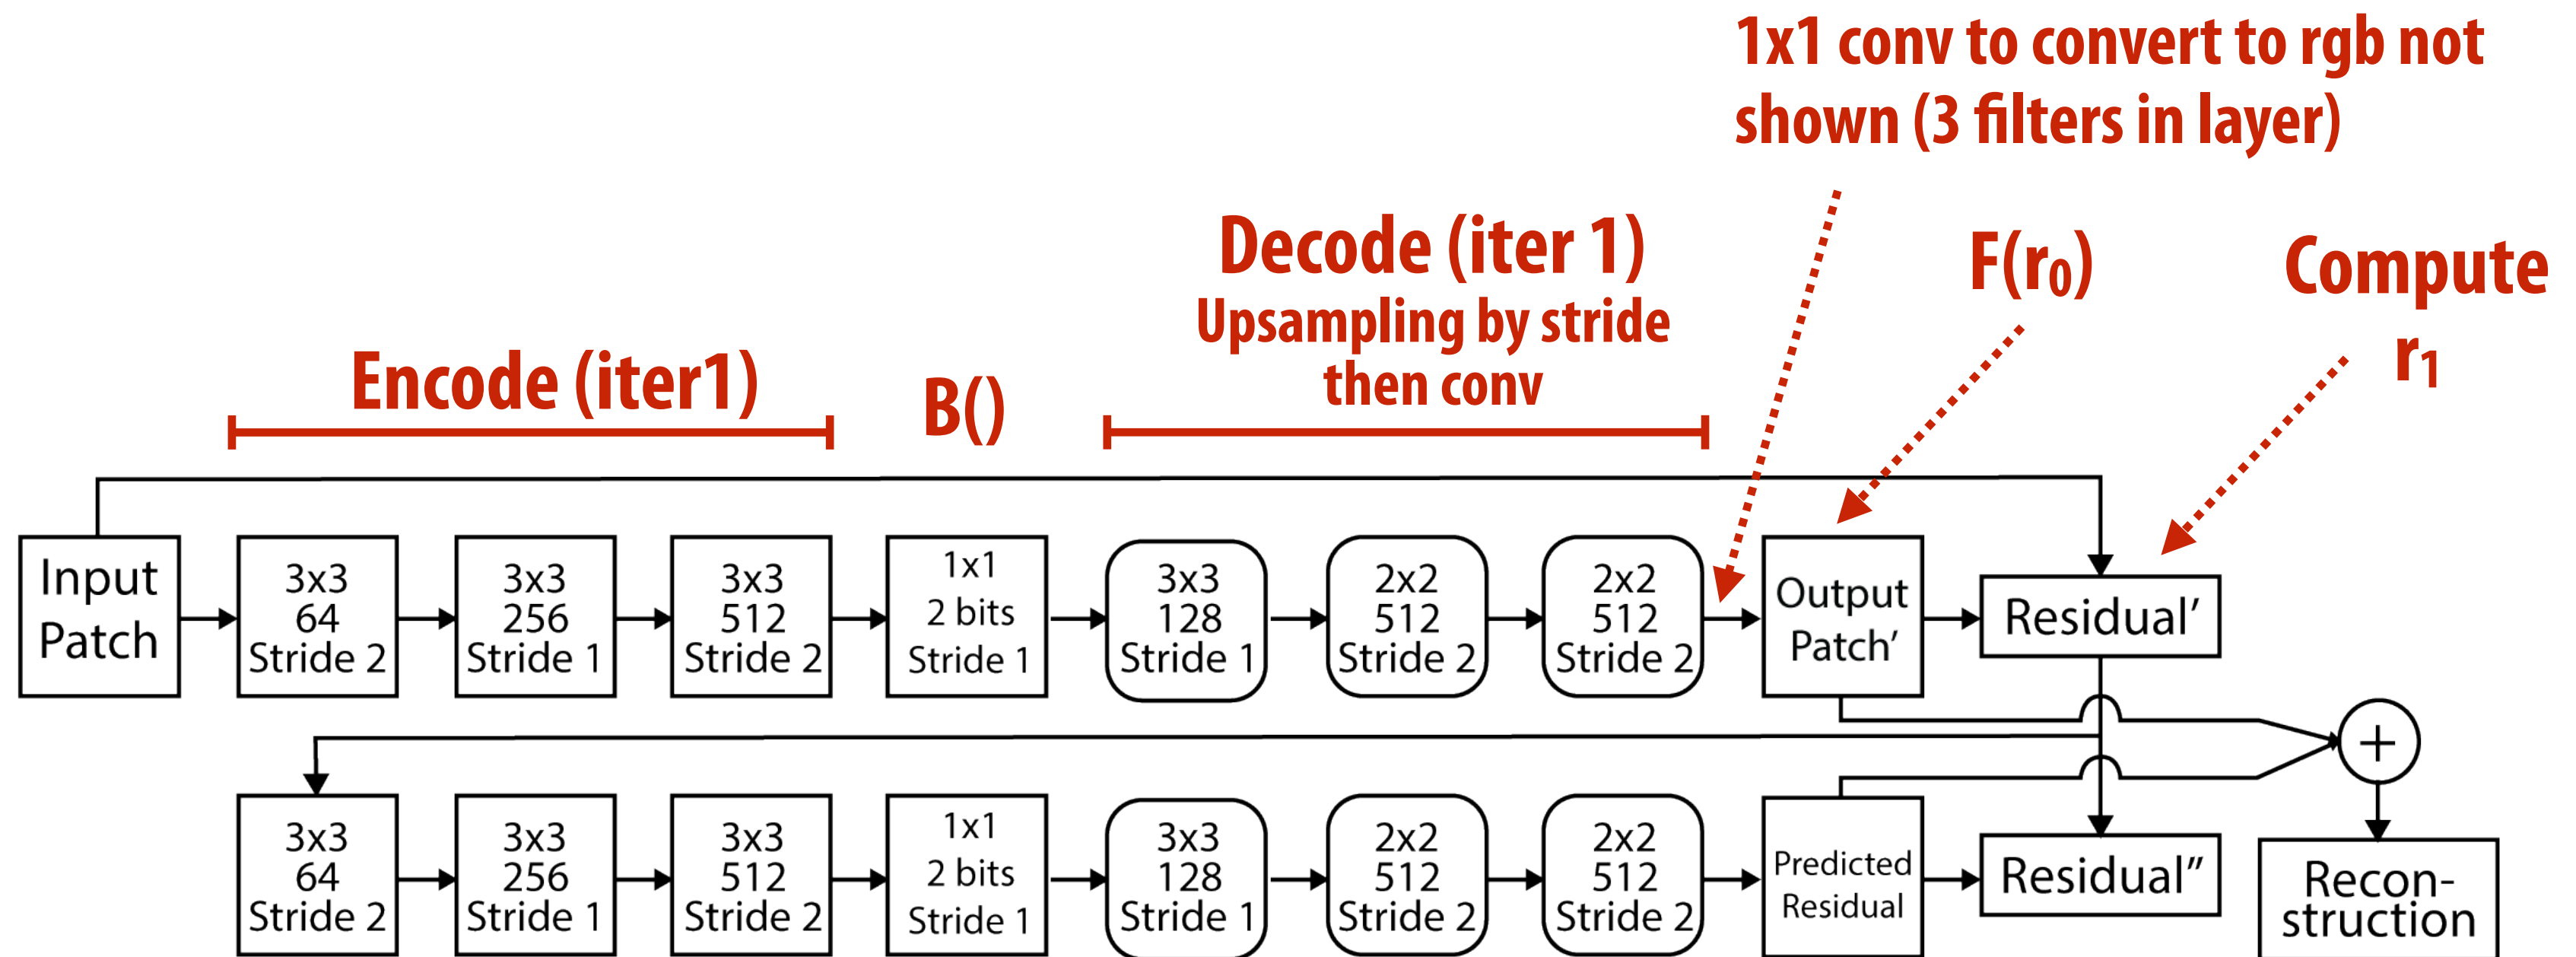 1x1 conv to convert to rgb not
shown (3 filters in layer)
Decode (iter 1)
Upsampling by stride
then conv
F(r₀)
Compute
r₁
Encode (iter1)
B()
Input
Patch
3x3
64
Stride 2
3x3
256
Stride 1
3x3
512
Stride 2
1x1
2 bits
Stride 1
3x3
128
Stride 1
2x2
512
Stride 2
2x2
512
Stride 2
Output
Patch’
Residual’
+
3x3
64
Stride 2
3x3
256
Stride 1
3x3
512
Stride 2
1x1
2 bits
Stride 1
3x3
128
Stride 1
2x2
512
Stride 2
2x2
512
Stride 2
Predicted
Residual
Residual”
Recon-
struction